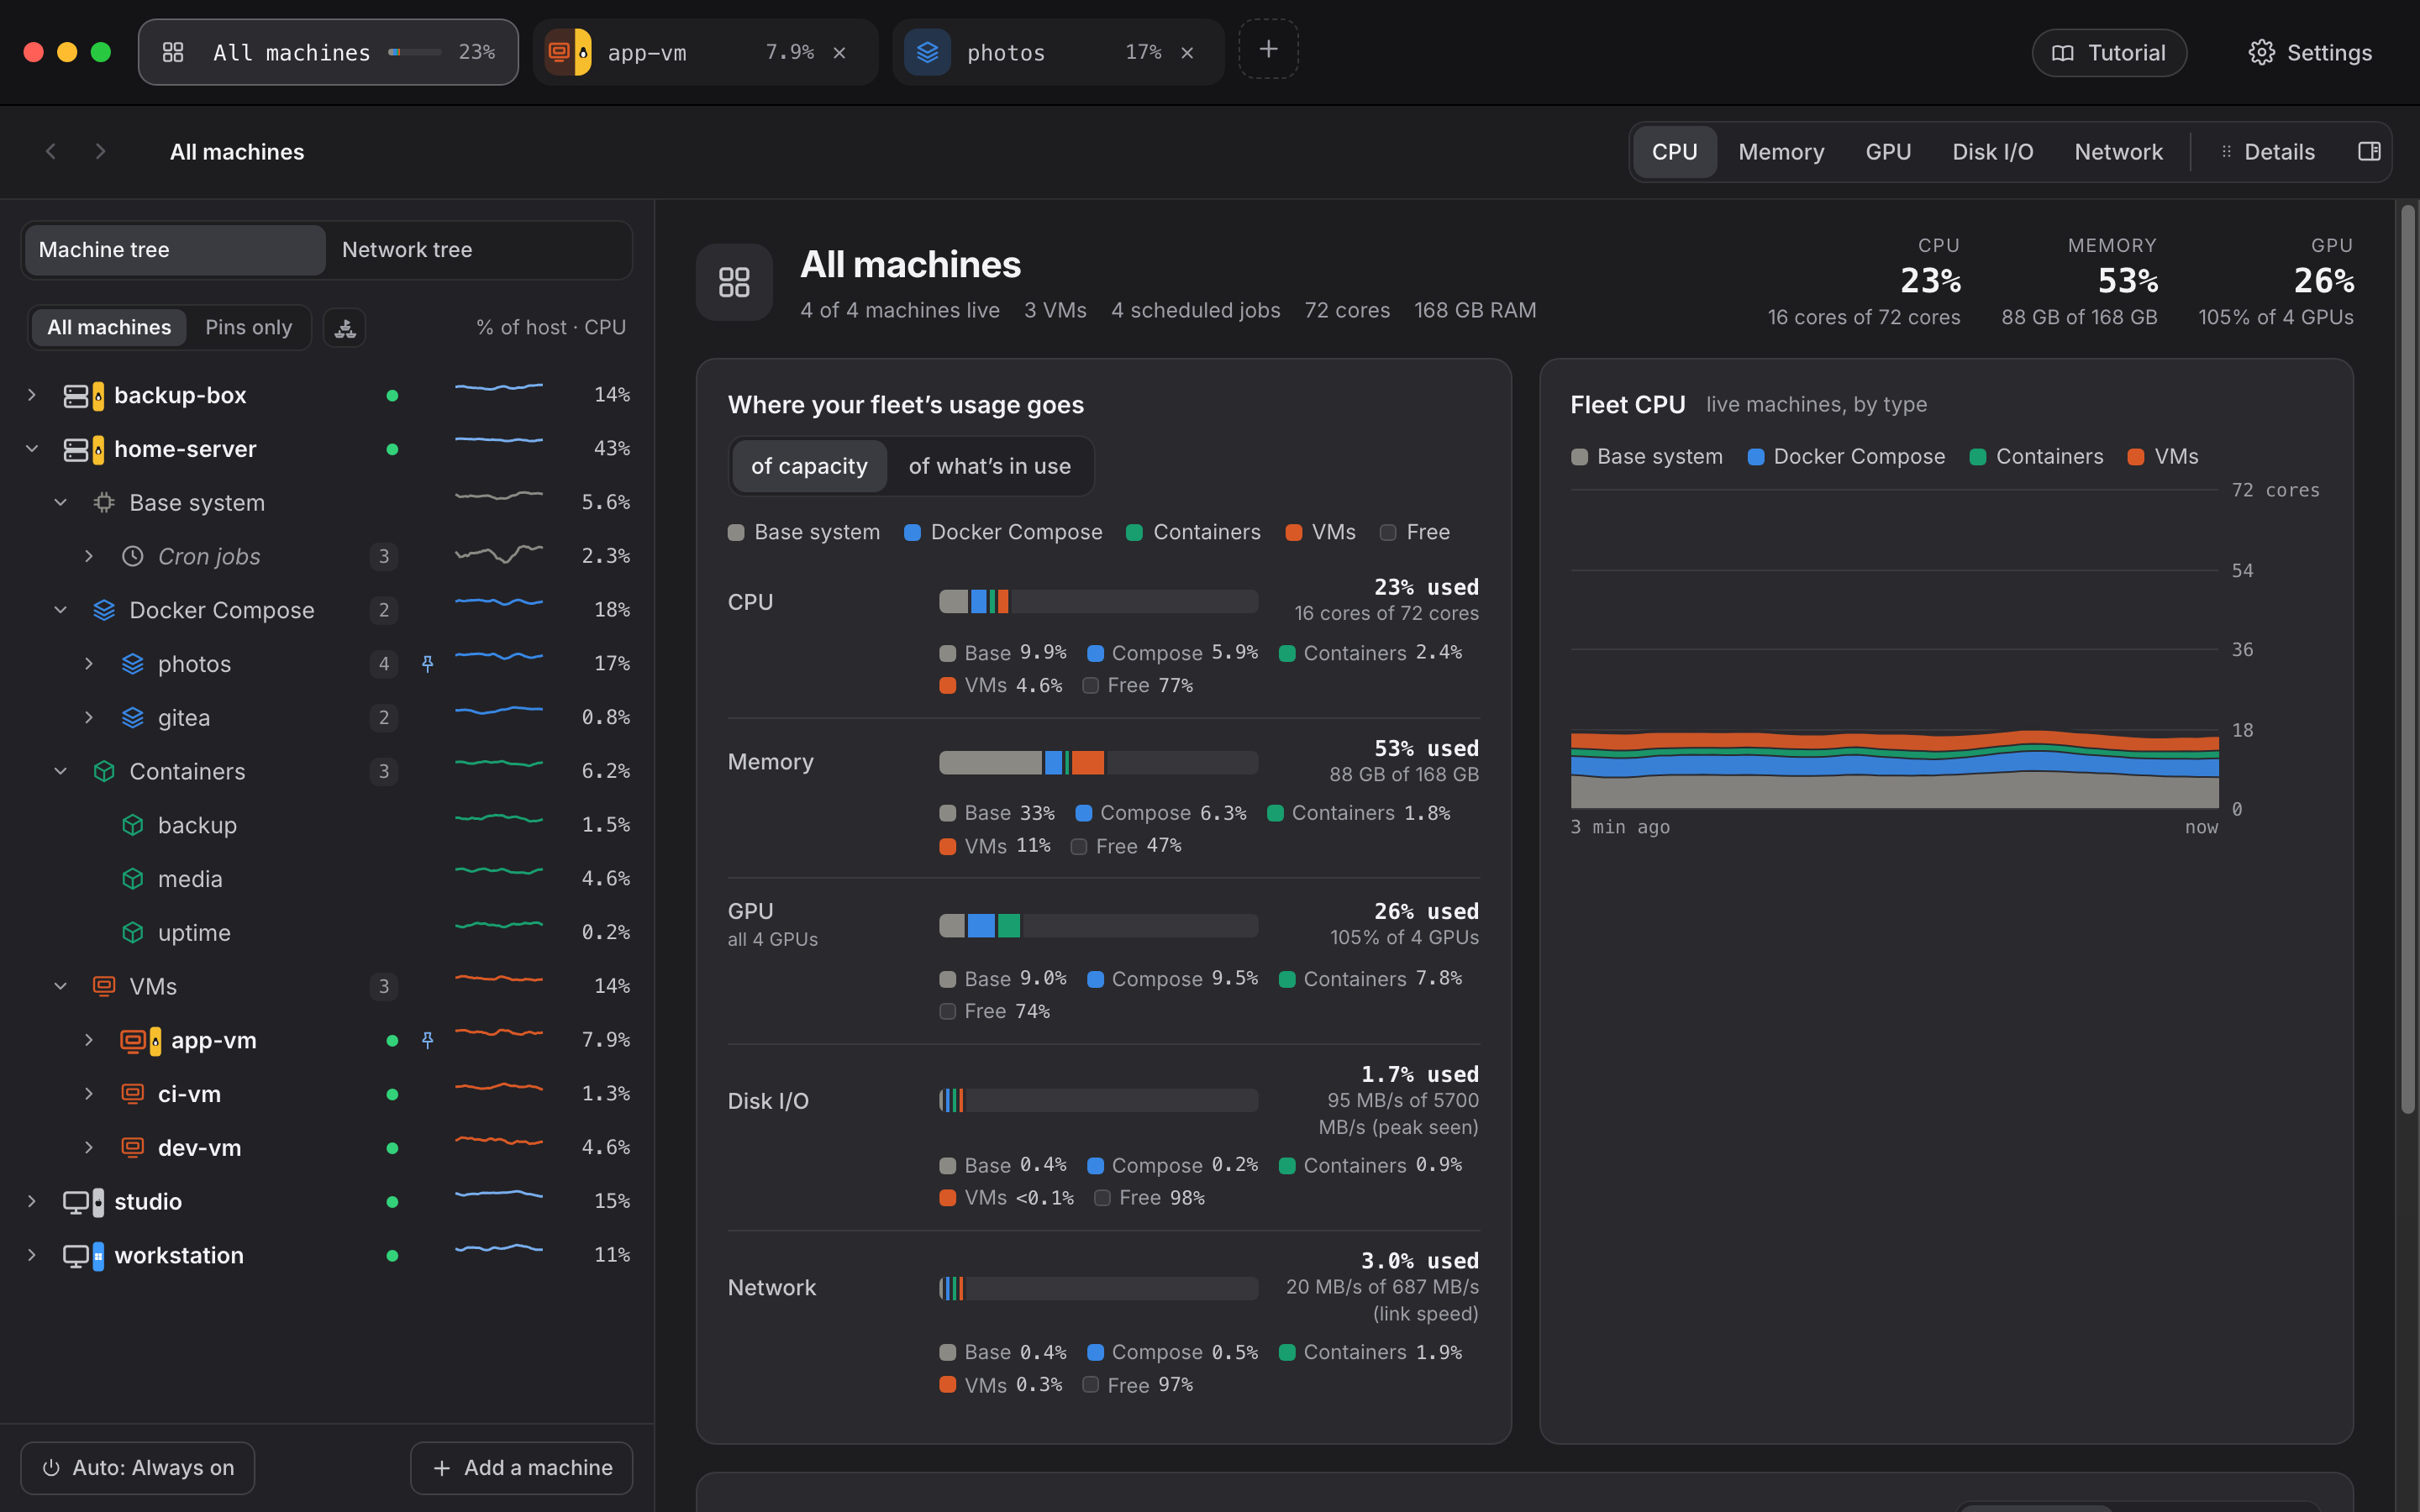 All machines 23% app-vm 7.9% × photos 17% × + Tutorial Settings
All machines CPU Memory GPU Disk I/O Network Details
Machine tree Network tree
All machines Pins only % of host · CPU
backup-box 14%
home-server 43%
Base system 5.6%
Cron jobs 3 2.3%
Docker Compose 2 18%
photos 4 17%
gitea 2 0.8%
Containers 3 6.2%
backup 1.5%
media 4.6%
uptime 0.2%
VMs 3 14%
app-vm 7.9%
ci-vm 1.3%
dev-vm 4.6%
studio 15%
workstation 11%
Auto: Always on + Add a machine
All machines
4 of 4 machines live 3 VMs 4 scheduled jobs 72 cores 168 GB RAM
CPU MEMORY GPU
23% 53% 26%
16 cores of 72 cores 88 GB of 168 GB 105% of 4 GPUs
Where your fleet’s usage goes
of capacity of what’s in use
Base system Docker Compose Containers VMs Free
CPU 23% used
16 cores of 72 cores
Base 9.9% Compose 5.9% Containers 2.4%
VMs 4.6% Free 77%
Memory 53% used
88 GB of 168 GB
Base 33% Compose 6.3% Containers 1.8%
VMs 11% Free 47%
GPU 26% used
all 4 GPUs 105% of 4 GPUs
Base 9.0% Compose 9.5% Containers 7.8%
Free 74%
Disk I/O 1.7% used
95 MB/s of 5700
MB/s (peak seen)
Base 0.4% Compose 0.2% Containers 0.9%
VMs <0.1% Free 98%
Network 3.0% used
20 MB/s of 687 MB/s
(link speed)
Base 0.4% Compose 0.5% Containers 1.9%
VMs 0.3% Free 97%
Fleet CPU live machines, by type
Base system Docker Compose Containers VMs
72 cores
54
36
18
0
3 min ago now